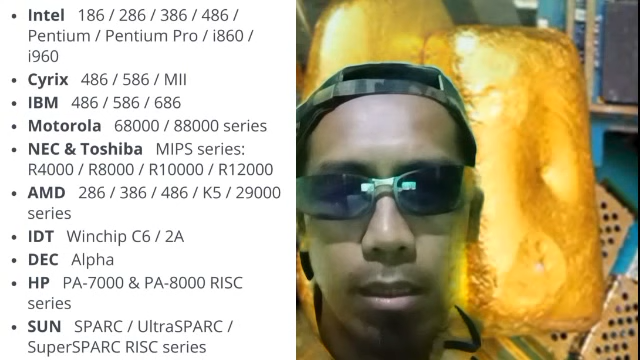 Intel 186 / 286 / 386 / 486 /
Pentium / Pentium Pro / i860 /
i960
Cyrix 486 / 586 / MII
IBM 486 / 586 / 686
Motorola 68000 / 88000 series
NEC & Toshiba MIPS series:
R4000 / R8000 / R10000 / R12000
AMD 286 / 386 / 486 / K5 / 29000
series
IDT Winchip C6 / 2A
DEC Alpha
HP PA-7000 & PA-8000 RISC
series
SUN SPARC / UltraSPARC /
SuperSPARC RISC series